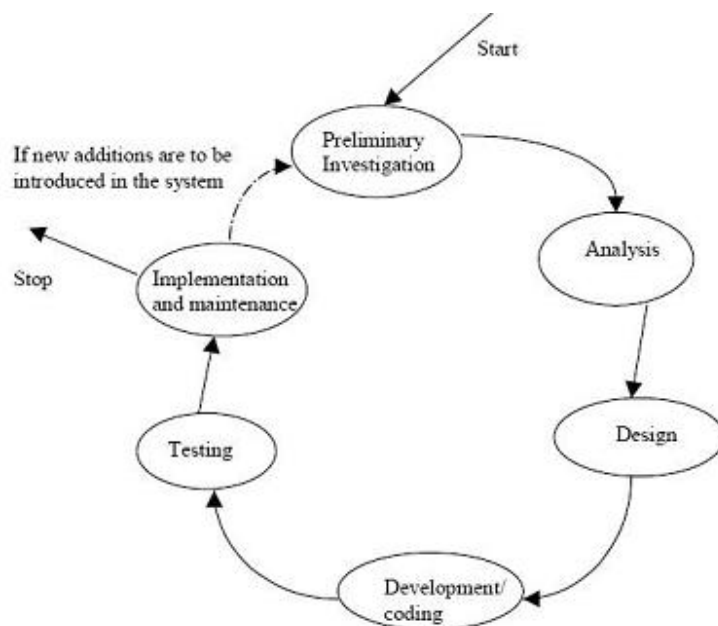 Start
Preliminary
Investigation
If new additions are to be
introduced in the system
Analysis
Stop
Implementation
and maintenance
Design
Testing
Development/
coding